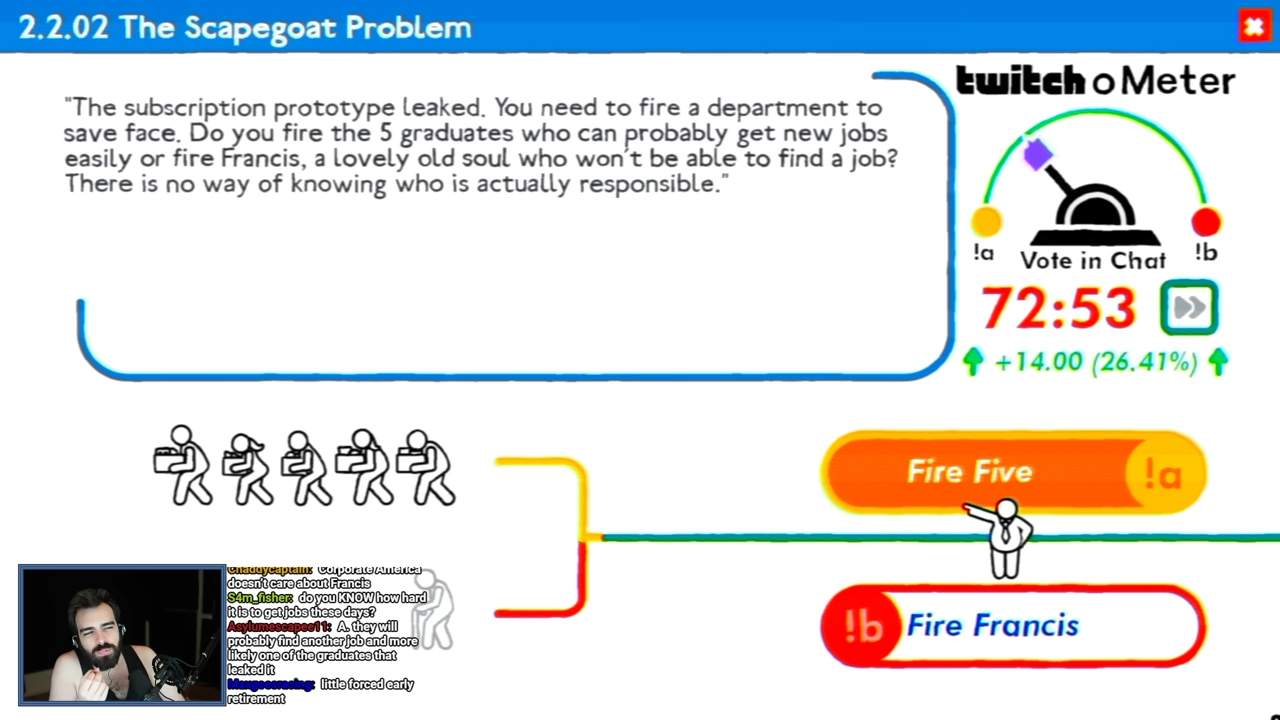 2.2.02 The Scapegoat Problem
"The subscription prototype leaked. You need to fire a department to
save face. Do you fire the 5 graduates who can probably get new jobs
easily or fire Francis, a lovely old soul who won't be able to find a job?
There is no way of knowing who is actually responsible."
twitch o Meter
!a
Vote in Chat
!b
72:53
+14.00 (26.41%)
Fire Five
!a
!b
Fire Francis
Chaddycaptain: Corporate America
doesn't care about Francis
S4m_fisher: do you KNOW how hard
it is to get jobs these days?
Asylumescapee11: A. they will
probably find another job and more
likely one of the graduates that
leaked it
Maxgeesracing: little forced early
retirement